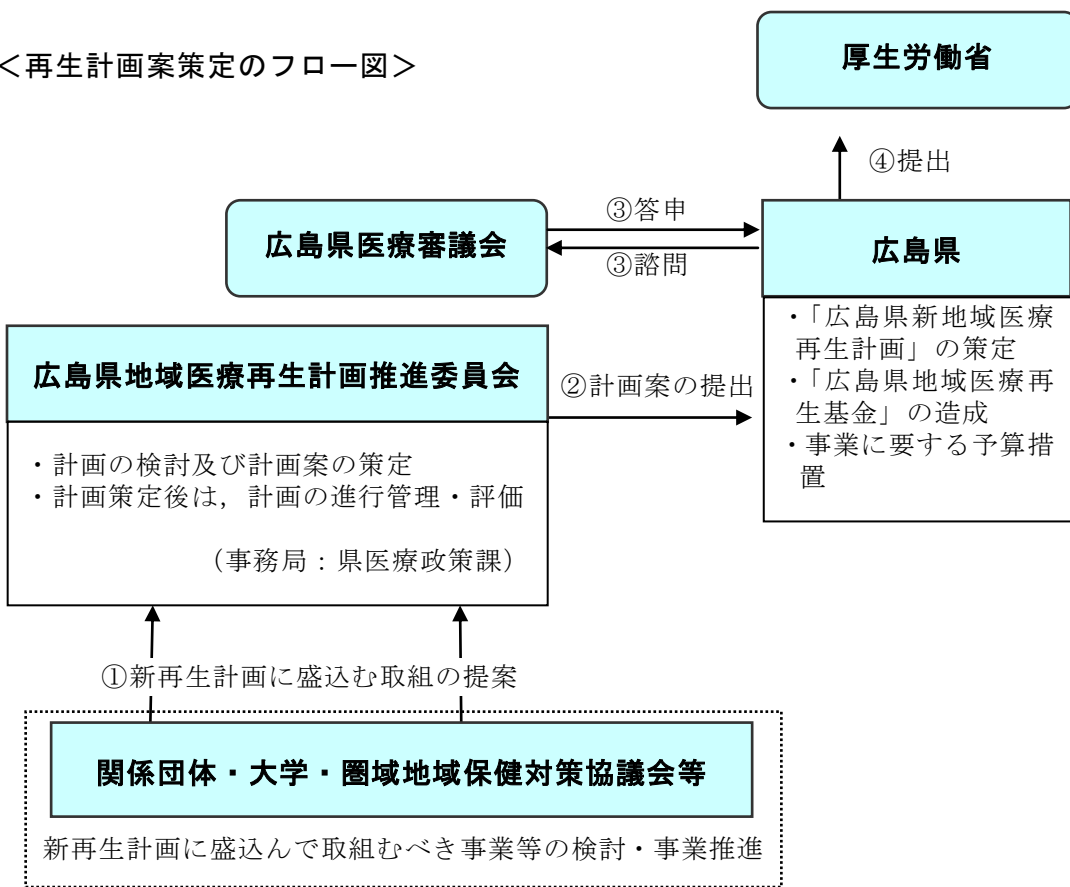 ＜再生計画案策定のフロー図＞
厚生労働省
④提出
③答申
広島県医療審議会
③諮問
広島県
・「広島県新地域医療
再生計画」の策定
・「広島県地域医療再
生基金」の造成
・事業に要する予算措
置
広島県地域医療再生計画推進委員会
②計画案の提出
・計画の検討及び計画案の策定
・計画策定後は，計画の進行管理・評価
（事務局：県医療政策課）
①新再生計画に盛込む取組の提案
関係団体・大学・圏域地域保健対策協議会等
新再生計画に盛込んで取組むべき事業等の検討・事業推進